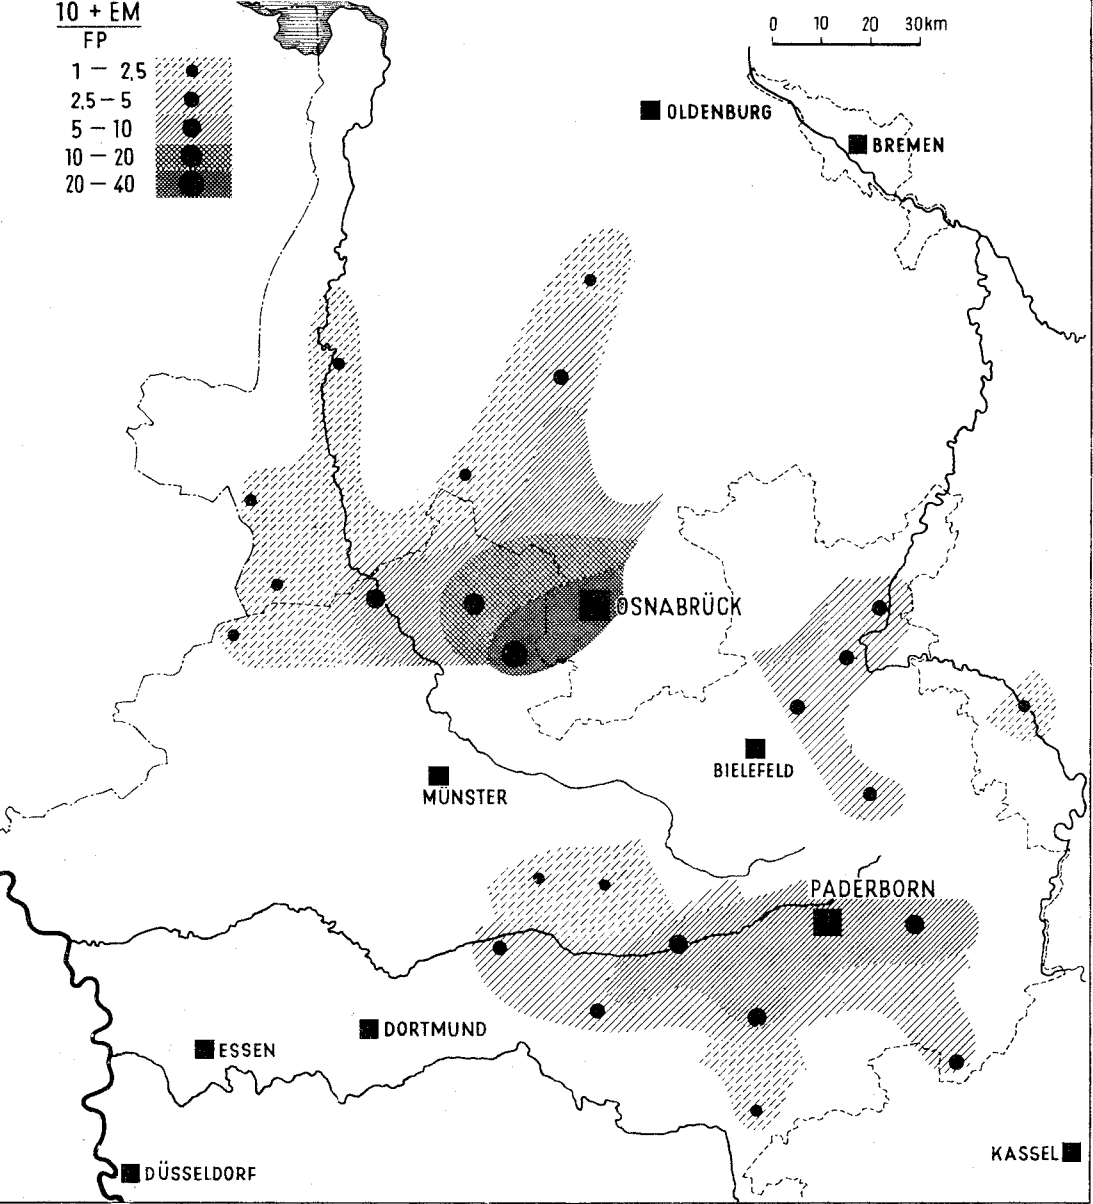 10 + EM
FP
1 — 2,5
2,5 — 5
5 — 10
10 — 20
20 — 40
0 10 20 30km
OLDENBURG
BREMEN
OSNABRÜCK
BIELEFELD
MÜNSTER
PADERBORN
DORTMUND
ESSEN
KASSEL
DÜSSELDORF